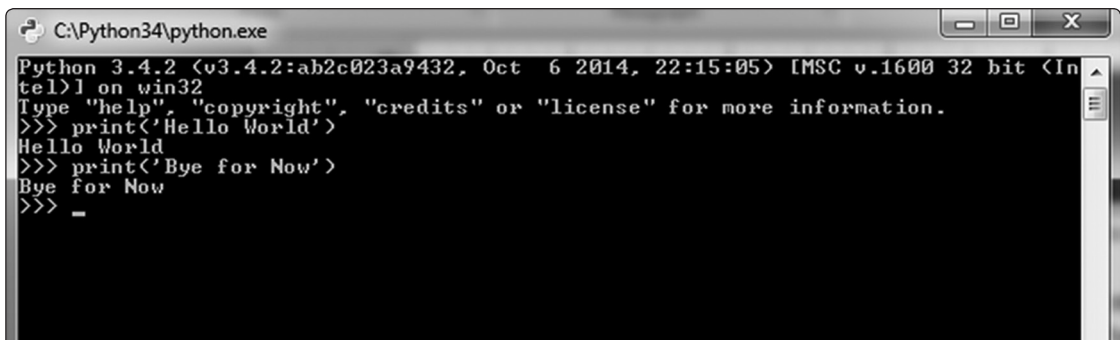 C:\Python34\python.exe
Python 3.4.2 (v3.4.2:ab2c023a9432, Oct  6 2014, 22:15:05) [MSC v.1600 32 bit (In
tel)] on win32
Type "help", "copyright", "credits" or "license" for more information.
>>> print('Hello World')
Hello World
>>> print('Bye for Now')
Bye for Now
>>> _